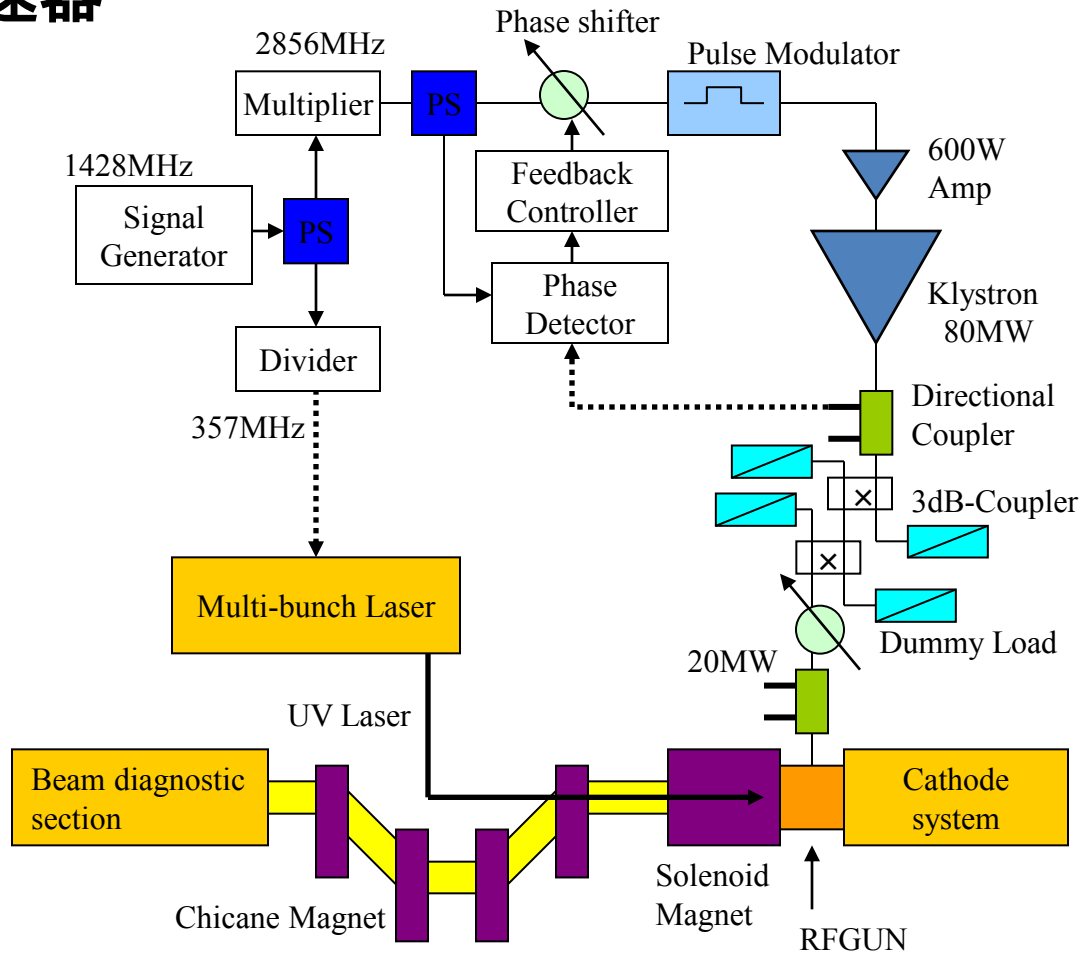 速器
Phase shifter
2856MHz
Pulse Modulator
Multiplier
PS
1428MHz
Feedback
Controller
600W
Amp
Signal
Generator
PS
Phase
Detector
Klystron
80MW
Divider
Directional
Coupler
357MHz
3dB-Coupler
Multi-bunch Laser
Dummy Load
20MW
UV Laser
Beam diagnostic
section
Cathode
system
Solenoid
Magnet
Chicane Magnet
RFGUN